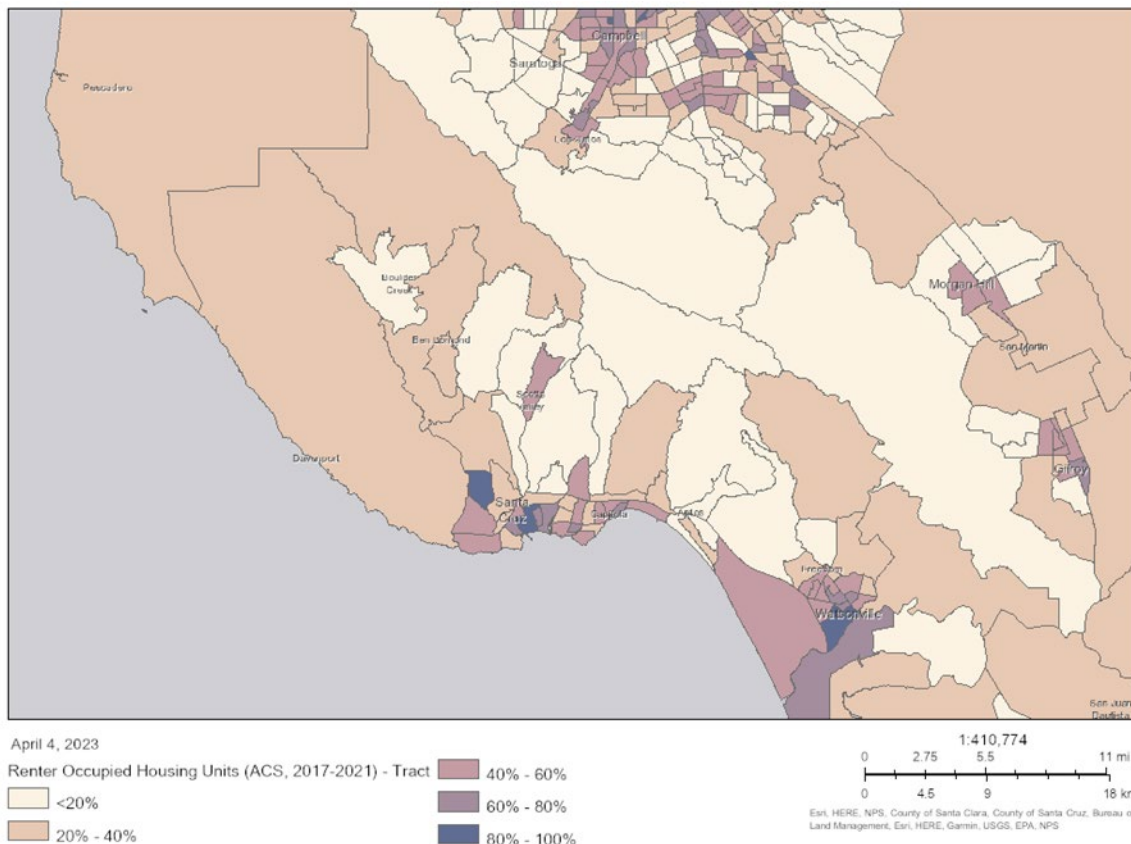 Campbell
Saratoga
Pescadero
Los Gatos
Boulder
Creek
Morgan Hill
Ben Lomond
San Martin
Scotts
Valley
Davenport
Gilroy
Santa
Cruz
Capitola
Aptos
Freedom
Watsonville
San Juan
Bautista
April 4, 2023
Renter Occupied Housing Units (ACS, 2017-2021) - Tract
<20%
20% - 40%
40% - 60%
60% - 80%
80% - 100%
1:410,774
0 2.75 5.5 11 mi
0 4.5 9 18 km
Esri, HERE, NPS, County of Santa Clara, County of Santa Cruz, Bureau o
Land Management, Esri, HERE, Garmin, USGS, EPA, NPS